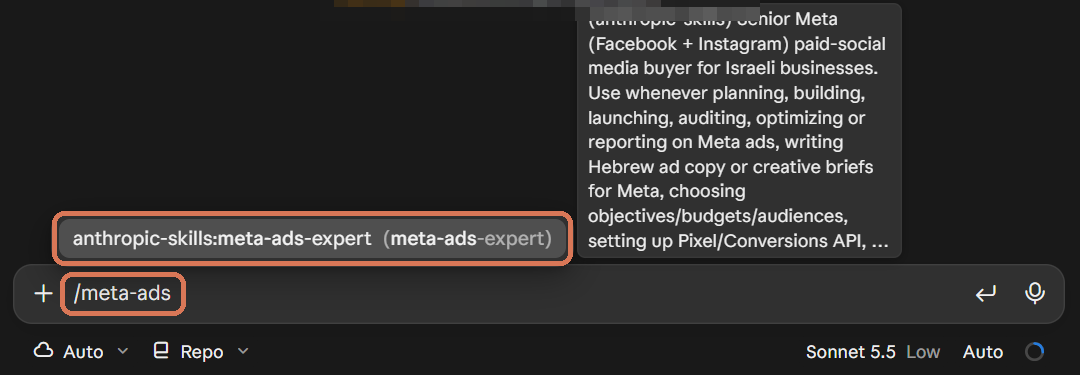 (anthropic-skills) Senior Meta
(Facebook + Instagram) paid-social
media buyer for Israeli businesses.
Use whenever planning, building,
launching, auditing, optimizing or
reporting on Meta ads, writing
Hebrew ad copy or creative briefs
for Meta, choosing
objectives/budgets/audiences,
setting up Pixel/Conversions API, ...
anthropic-skills:meta-ads-expert (meta-ads-expert)
/meta-ads
Auto Repo Sonnet 5.5 Low Auto